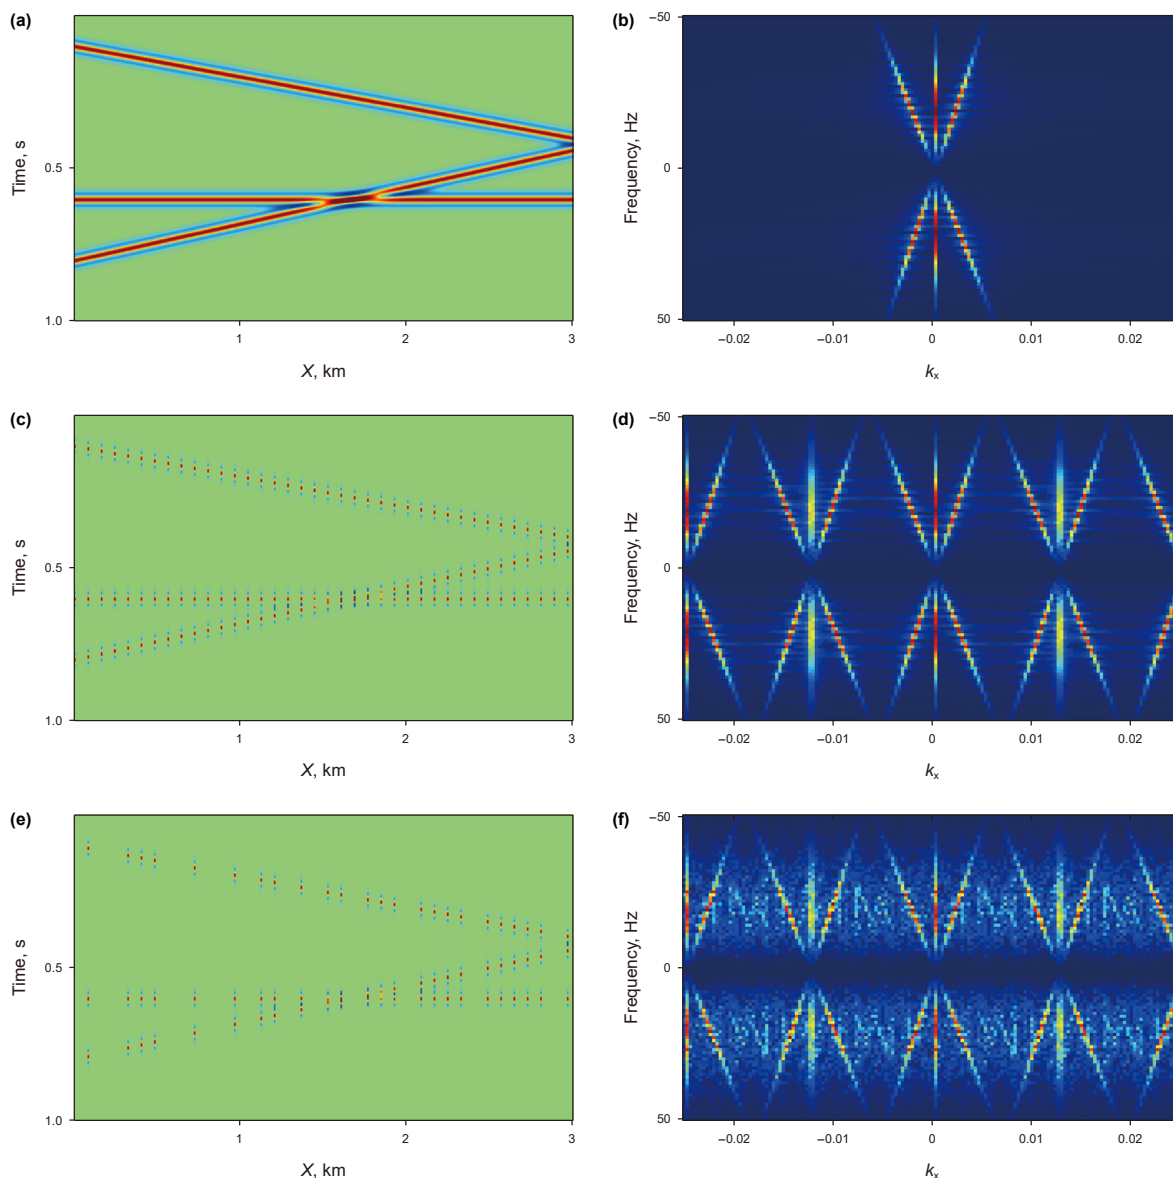 (a)
Time, s
0.5
1.0
1
2
3
X, km
(b)
Frequency, Hz
–50
0
50
–0.02
–0.01
0
0.01
0.02
kx
(c)
Time, s
0.5
1.0
1
2
3
X, km
(d)
Frequency, Hz
–50
0
50
–0.02
–0.01
0
0.01
0.02
kx
(e)
Time, s
0.5
1.0
1
2
3
X, km
(f)
Frequency, Hz
–50
0
50
–0.02
–0.01
0
0.01
0.02
kx